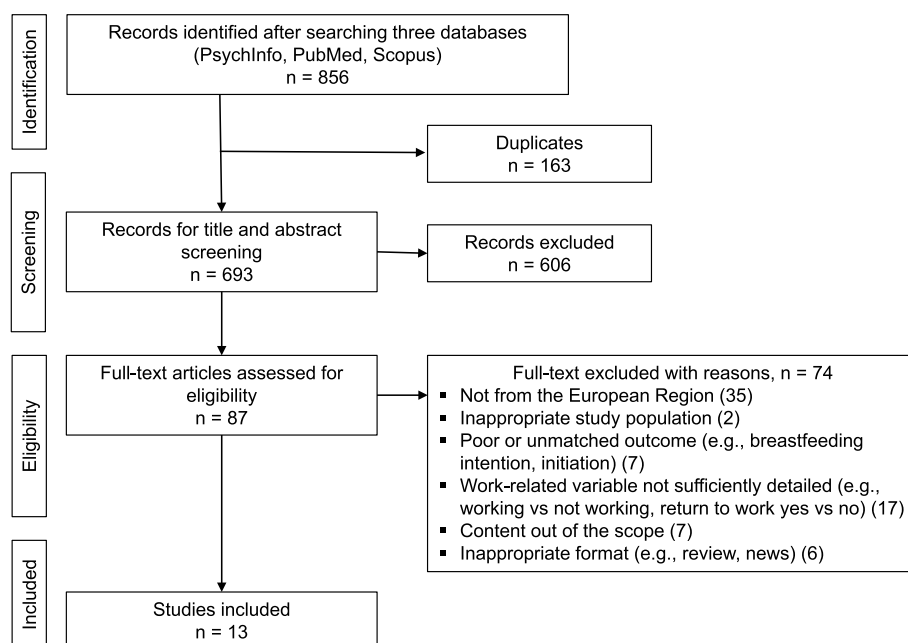 Identification
Records identified after searching three databases
(PsychInfo, PubMed, Scopus)
n = 856
Duplicates
n = 163
Screening
Records for title and abstract
screening
n = 693
Records excluded
n = 606
Eligibility
Full-text articles assessed for
eligibility
n = 87
Full-text excluded with reasons, n = 74
▪ Not from the European Region (35)
▪ Inappropriate study population (2)
▪ Poor or unmatched outcome (e.g., breastfeeding
intention, initiation) (7)
▪ Work-related variable not sufficiently detailed (e.g.,
working vs not working, return to work yes vs no) (17)
▪ Content out of the scope (7)
▪ Inappropriate format (e.g., review, news) (6)
Included
Studies included
n = 13